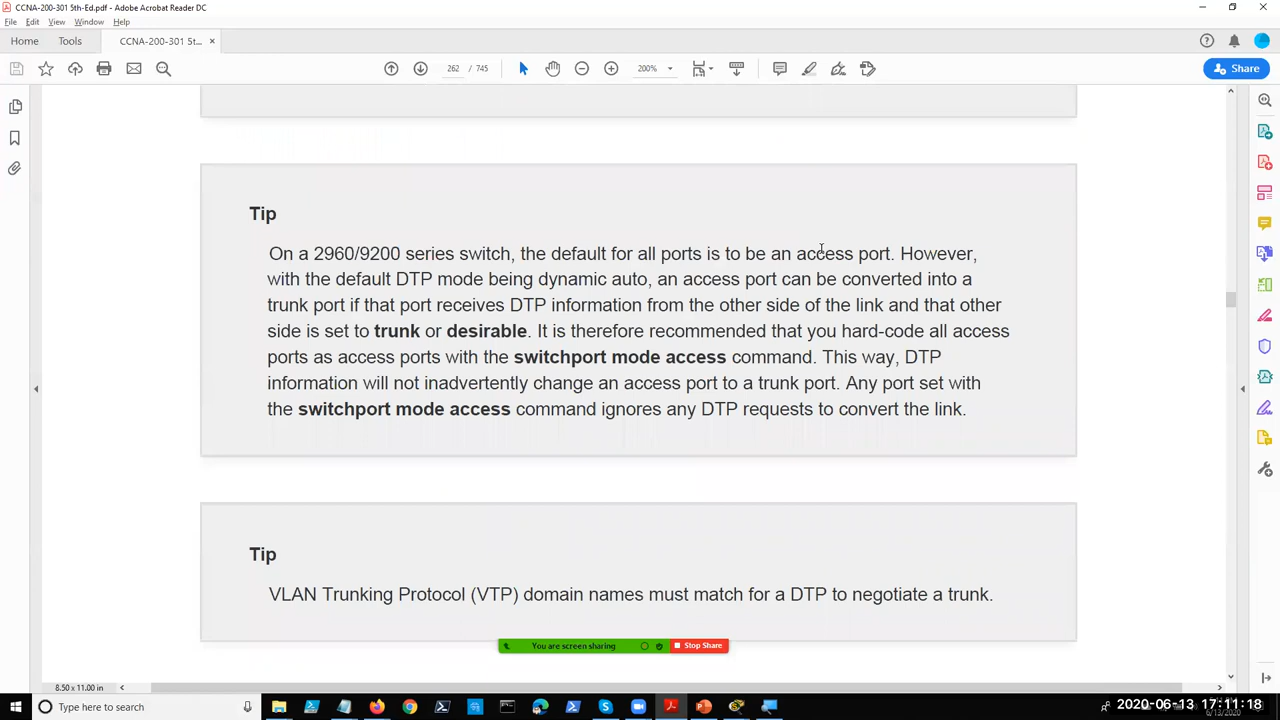 CCNA-200-301 5th-Ed.pdf - Adobe Acrobat Reader DC
File Edit View Window Help
Home Tools CCNA-200-301 5t... ×
262 / 745 200%
Share
Tip
On a 2960/9200 series switch, the default for all ports is to be an access port. However,
with the default DTP mode being dynamic auto, an access port can be converted into a
trunk port if that port receives DTP information from the other side of the link and that other
side is set to trunk or desirable. It is therefore recommended that you hard-code all access
ports as access ports with the switchport mode access command. This way, DTP
information will not inadvertently change an access port to a trunk port. Any port set with
the switchport mode access command ignores any DTP requests to convert the link.
Tip
VLAN Trunking Protocol (VTP) domain names must match for a DTP to negotiate a trunk.
You are screen sharing Stop Share
8.50 x 11.00 in
Type here to search
2020-06-13 17:11:18
6/13/2020